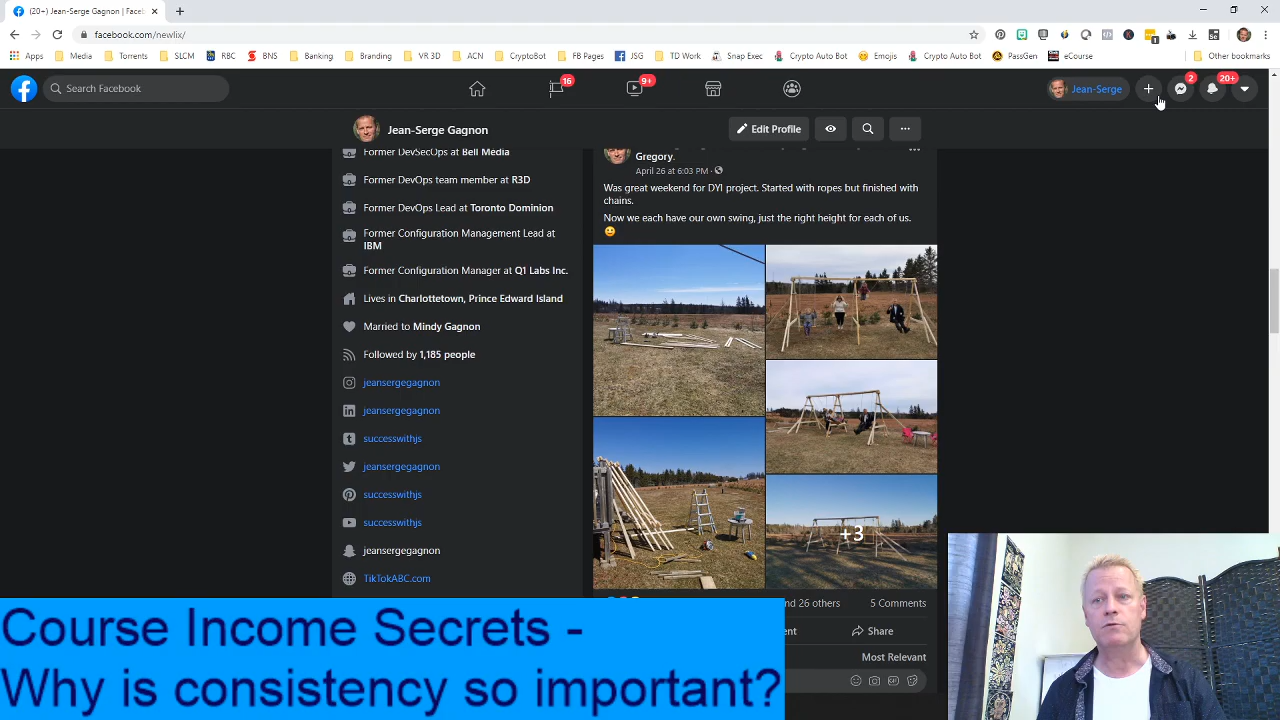 (20+) Jean-Serge Gagnon | Facel
facebook.com/newlix/
Apps
Media
Torrents
SLCM
RBC
BNS
Banking
Branding
VR 3D
ACN
CryptoBot
FB Pages
JSG
TD Work
Snap Exec
Crypto Auto Bot
Emojis
Crypto Auto Bot
PassGen
eCourse
Other bookmarks
Search Facebook
16
9+
Jean-Serge
2
20+
Jean-Serge Gagnon
Edit Profile
Former DevSecOps at Bell Media
Former DevOps team member at R3D
Former DevOps Lead at Toronto Dominion
Former Configuration Management Lead at
IBM
Former Configuration Manager at Q1 Labs Inc.
Lives in Charlottetown, Prince Edward Island
Married to Mindy Gagnon
Followed by 1,185 people
jeansergegagnon
jeansergegagnon
successwithjs
jeansergegagnon
successwithjs
successwithjs
jeansergegagnon
TikTokABC.com
Gregory.
April 26 at 6:03 PM ·
Was great weekend for DYI project. Started with ropes but finished with
chains.
Now we each have our own swing, just the right height for each of us.
+3
nd 26 others
5 Comments
ent
Share
Most Relevant
Course Income Secrets -
Why is consistency so important?